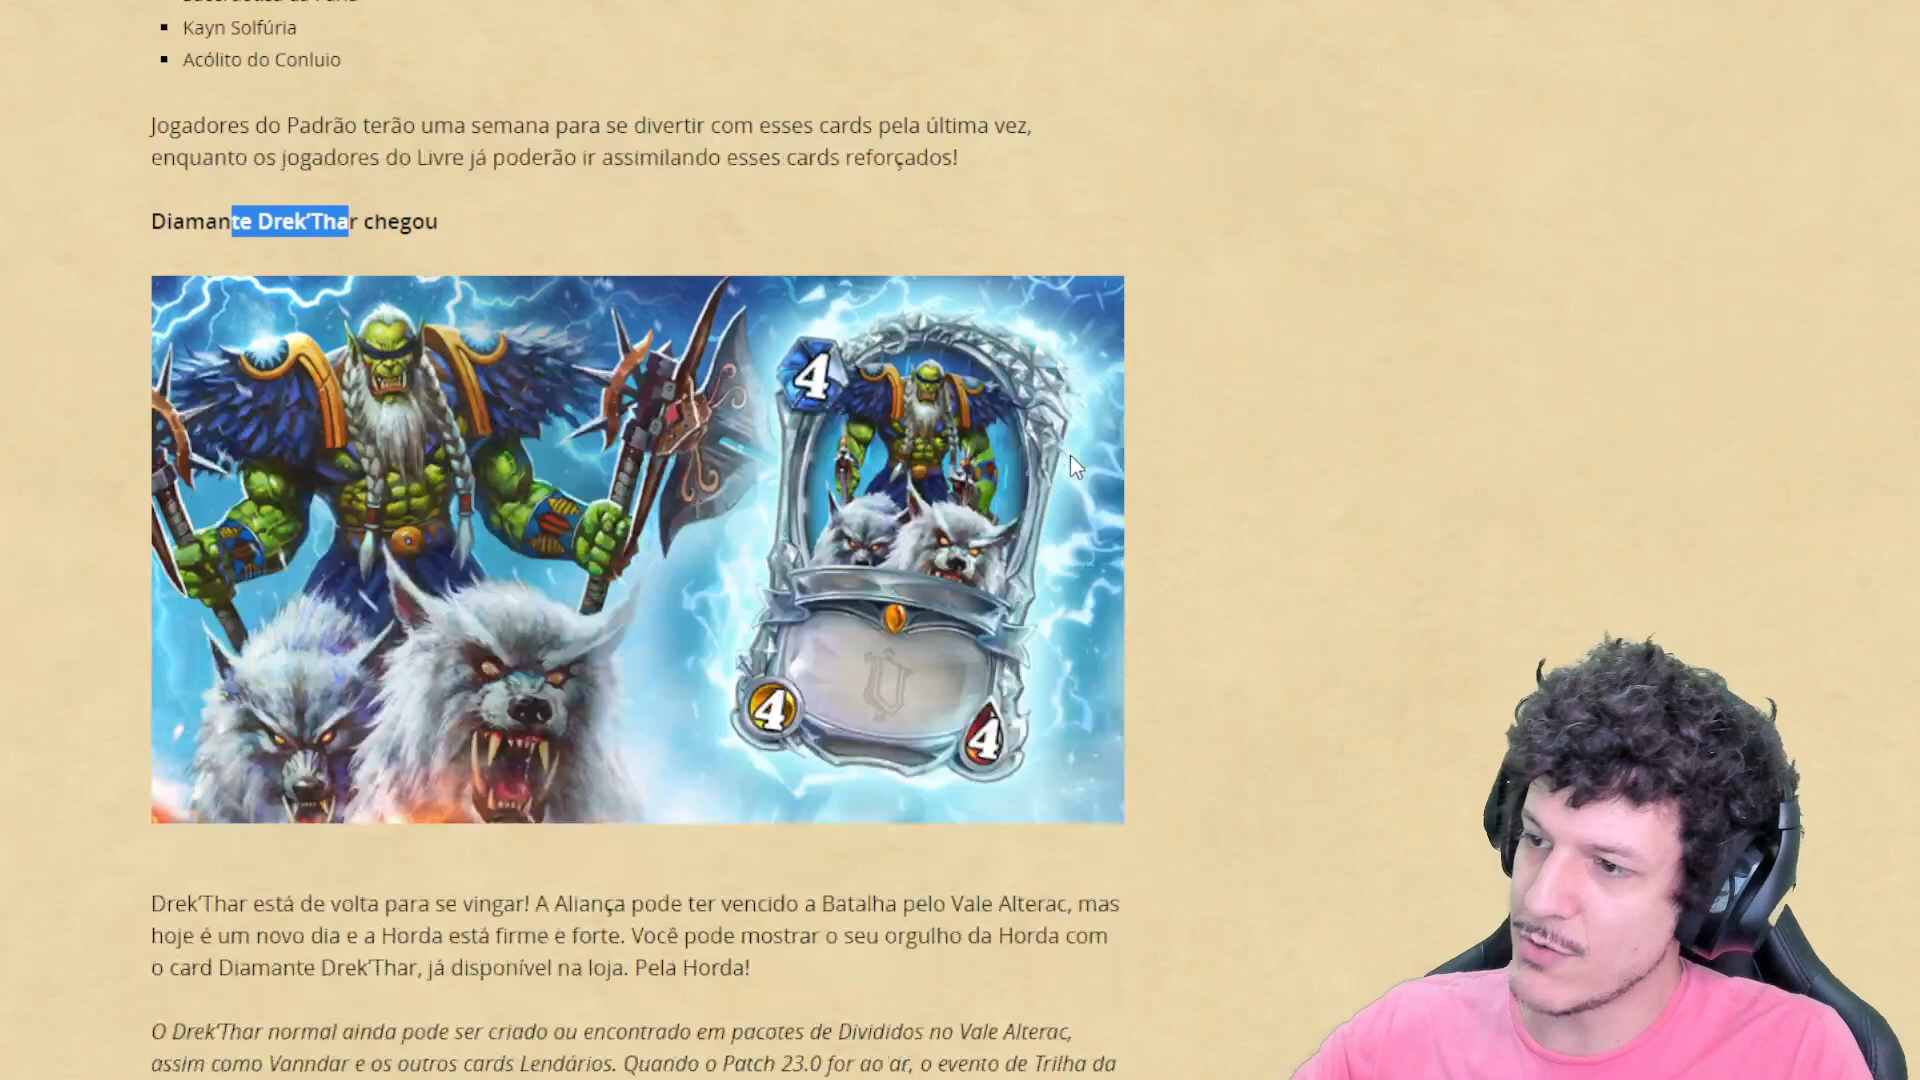 Kayn Solfúria
Acólito do Conluio
Jogadores do Padrão terão uma semana para se divertir com esses cards pela última vez,
enquanto os jogadores do Livre já poderão ir assimilando esses cards reforçados!
Diamante Drek’Thar chegou
4
4
4
Drek’Thar está de volta para se vingar! A Aliança pode ter vencido a Batalha pelo Vale Alterac, mas
hoje é um novo dia e a Horda está firme e forte. Você pode mostrar o seu orgulho da Horda com
o card Diamante Drek’Thar, já disponível na loja. Pela Horda!
O Drek’Thar normal ainda pode ser criado ou encontrado em pacotes de Divididos no Vale Alterac,
assim como Vanndar e os outros cards Lendários. Quando o Patch 23.0 for ao ar, o evento de Trilha da